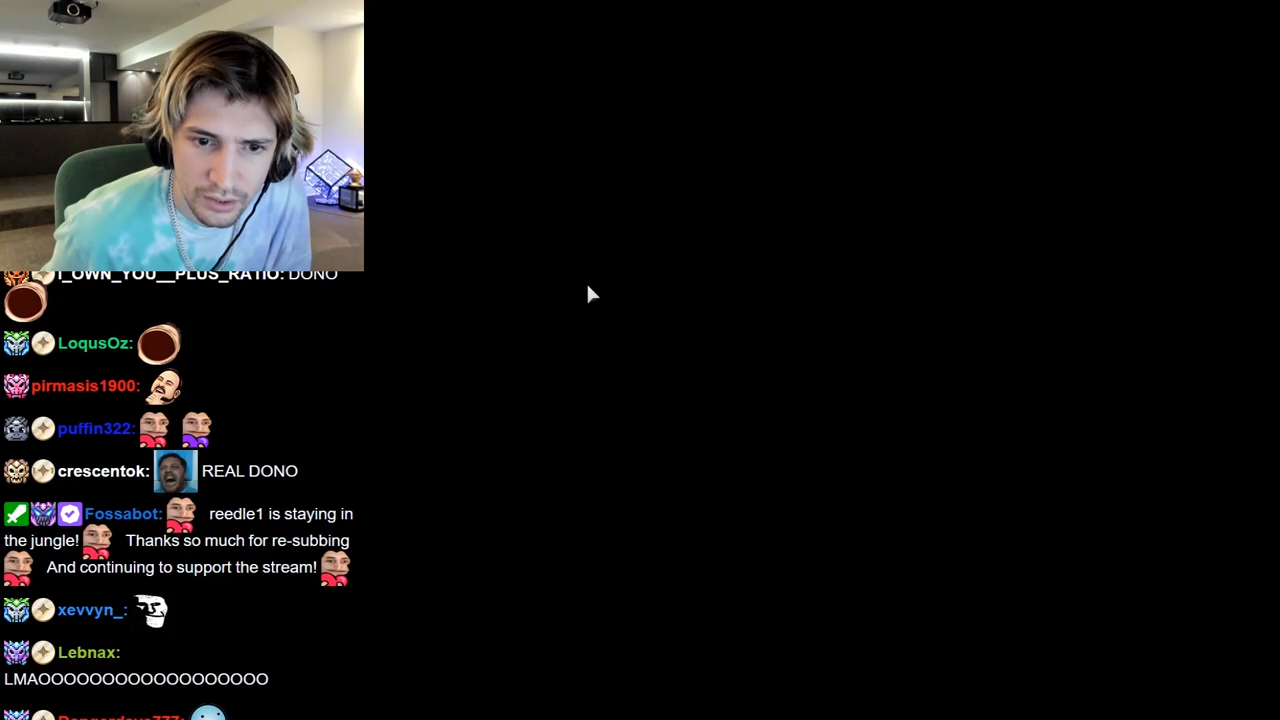 I_OWN_YOU__PLUS_RATIO: DONO
LoqusOz:
pirmasis1900:
puffin322:
crescentok: REAL DONO
Fossabot: reedle1 is staying in
the jungle! Thanks so much for re-subbing
And continuing to support the stream!
xevvyn_:
Lebnax:
LMAOOOOOOOOOOOOOOOOOO